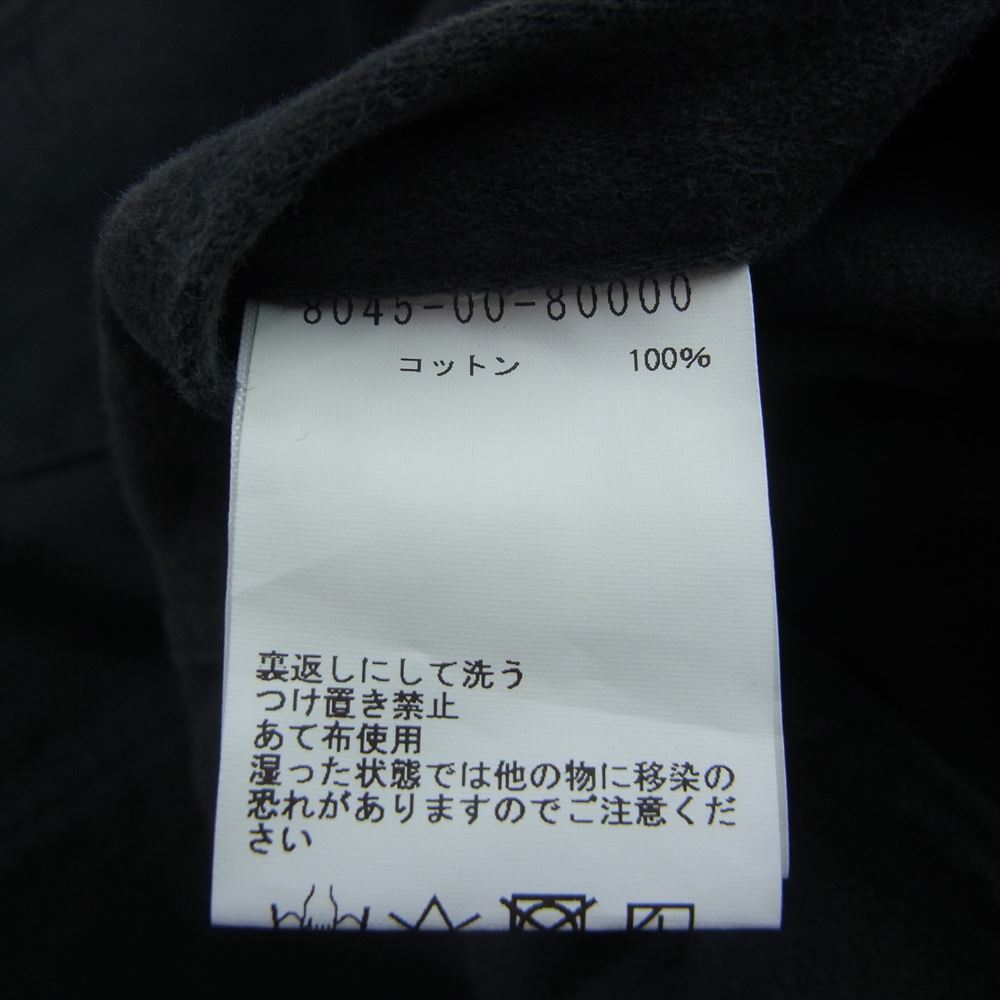 8045-00-80000
コットン 100%
裏返しにして洗う
つけ置き禁止
あて布使用
湿った状態では他の物に移染の
恐れがありますのでご注意くだ
さい